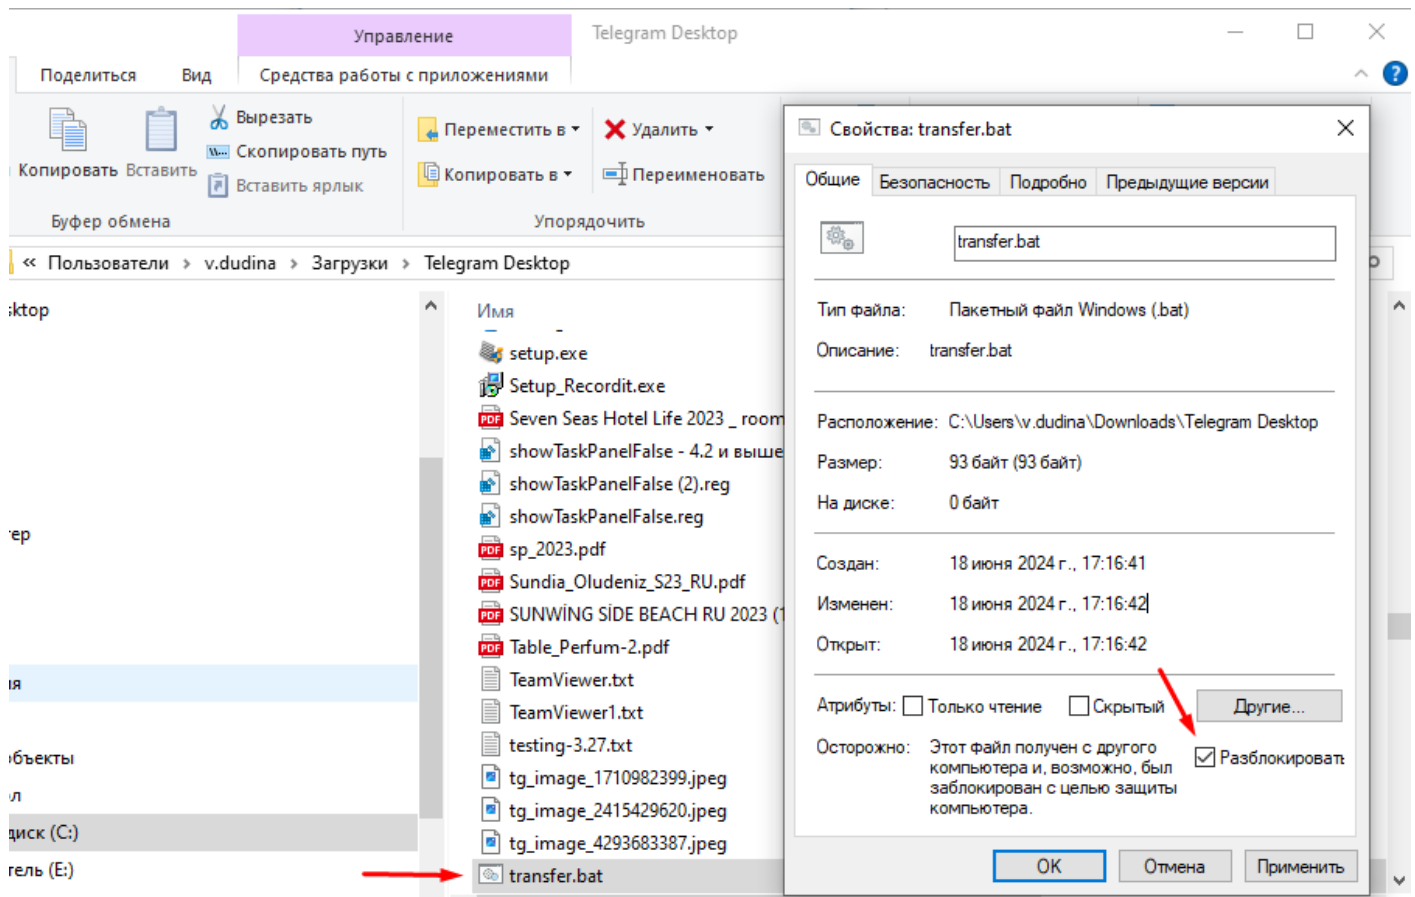 Управление
Telegram Desktop
Поделиться
Вид
Средства работы с приложениями
?
Копировать
Вставить
Вырезать
Скопировать путь
Вставить ярлык
Переместить в
Копировать в
Удалить
Переименовать
Буфер обмена
Упорядочить
« Пользователи › v.dudina › Загрузки › Telegram Desktop
sktop
тер
ия
объекты
ол
диск (C:)
тель (E:)
Имя
setup.exe
Setup_Recordit.exe
Seven Seas Hotel Life 2023 _ room
showTaskPanelFalse - 4.2 и выше
showTaskPanelFalse (2).reg
showTaskPanelFalse.reg
sp_2023.pdf
Sundia_Oludeniz_S23_RU.pdf
SUNWİNG SİDE BEACH RU 2023 (1
Table_Perfum-2.pdf
TeamViewer.txt
TeamViewer1.txt
testing-3.27.txt
tg_image_1710982399.jpeg
tg_image_2415429620.jpeg
tg_image_4293683387.jpeg
transfer.bat
Свойства: transfer.bat
Общие
Безопасность
Подробно
Предыдущие версии
transfer.bat
Тип файла: Пакетный файл Windows (.bat)
Описание: transfer.bat
Расположение: C:\Users\v.dudina\Downloads\Telegram Desktop
Размер: 93 байт (93 байт)
На диске: 0 байт
Создан: 18 июня 2024 г., 17:16:41
Изменен: 18 июня 2024 г., 17:16:42
Открыт: 18 июня 2024 г., 17:16:42
Атрибуты: Только чтение Скрытый Другие...
Осторожно: Этот файл получен с другого
компьютера и, возможно, был
заблокирован с целью защиты
компьютера.
Разблокировать
OK
Отмена
Применить